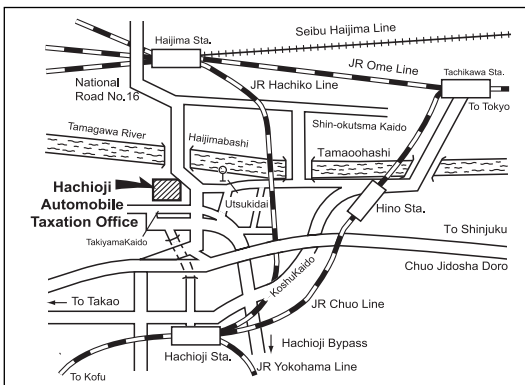 Seibu Haijima Line
Haijima Sta.
JR Ome Line
Tachikawa Sta.
National
Road No.16
JR Hachiko Line
To Tokyo
Shin-okutsma Kaido
Tamagawa River
Haijimabashi
Tamaoohashi
Hachioji
Automobile
Taxation Office
Utsukidai
Hino Sta.
TakiyamaKaido
To Shinjuku
KoshuKaido
Chuo Jidosha Doro
To Takao
JR Chuo Line
Hachioji Sta.
Hachioji Bypass
JR Yokohama Line
To Kofu